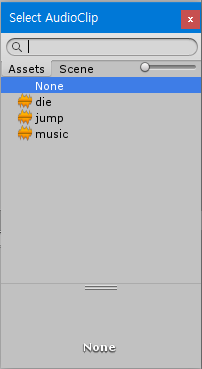 Select AudioClip
x
Assets Scene
None
die
jump
music
None